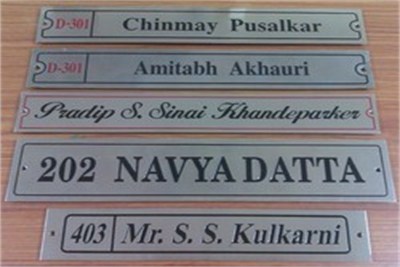 D-301 Chinmay Pusalkar
D-301 Amitabh Akhauri
Pradip S. Sinai Khandeparker
202 NAVYA DATTA
403 Mr. S. S. Kulkarni